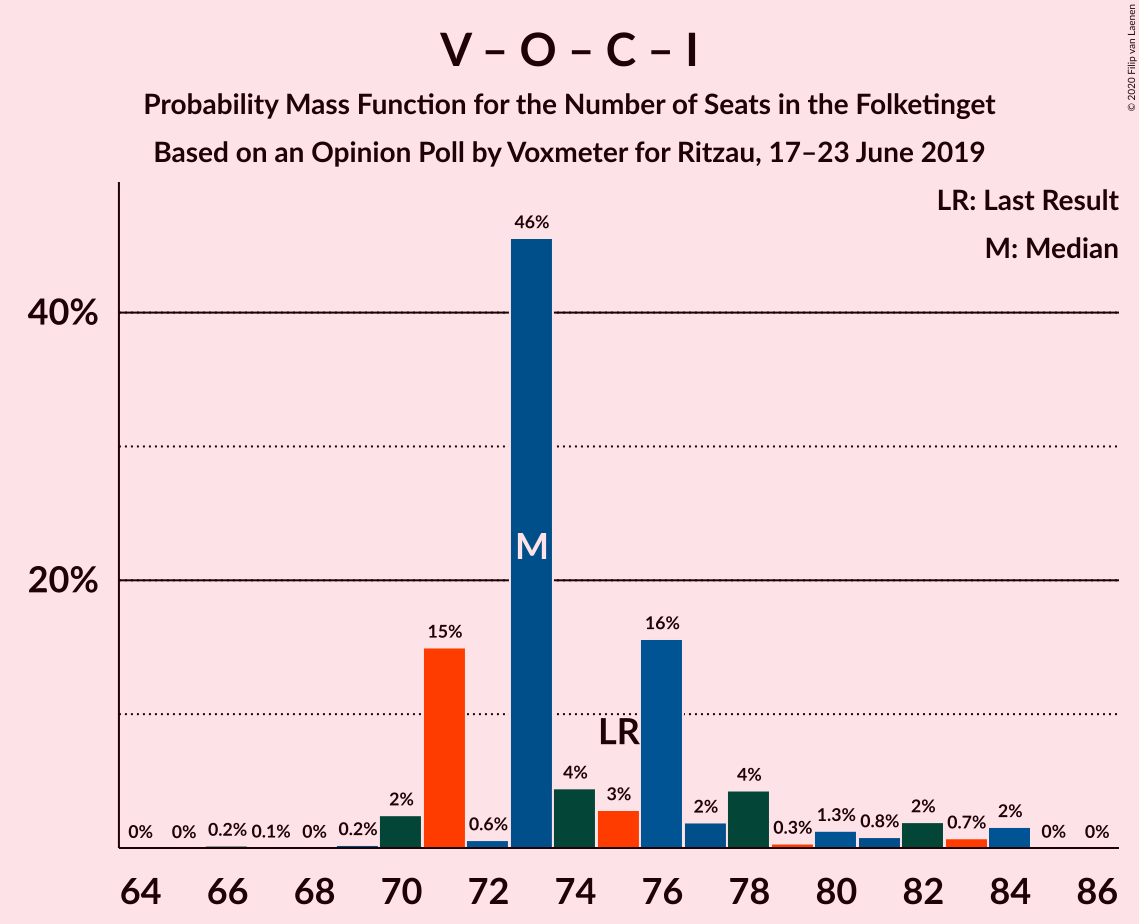 V – O – C – I
Probability Mass Function for the Number of Seats in the Folketinget
Based on an Opinion Poll by Voxmeter for Ritzau, 17–23 June 2019
© 2020 Filip van Laenen
LR: Last Result
M: Median
40%
20%
0%
0%
0.2%
0.1%
0%
0.2%
2%
15%
0.6%
46%
M
4%
3%
LR
16%
2%
4%
0.3%
1.3%
0.8%
2%
0.7%
2%
0%
0%
64 66 68 70 72 74 76 78 80 82 84 86